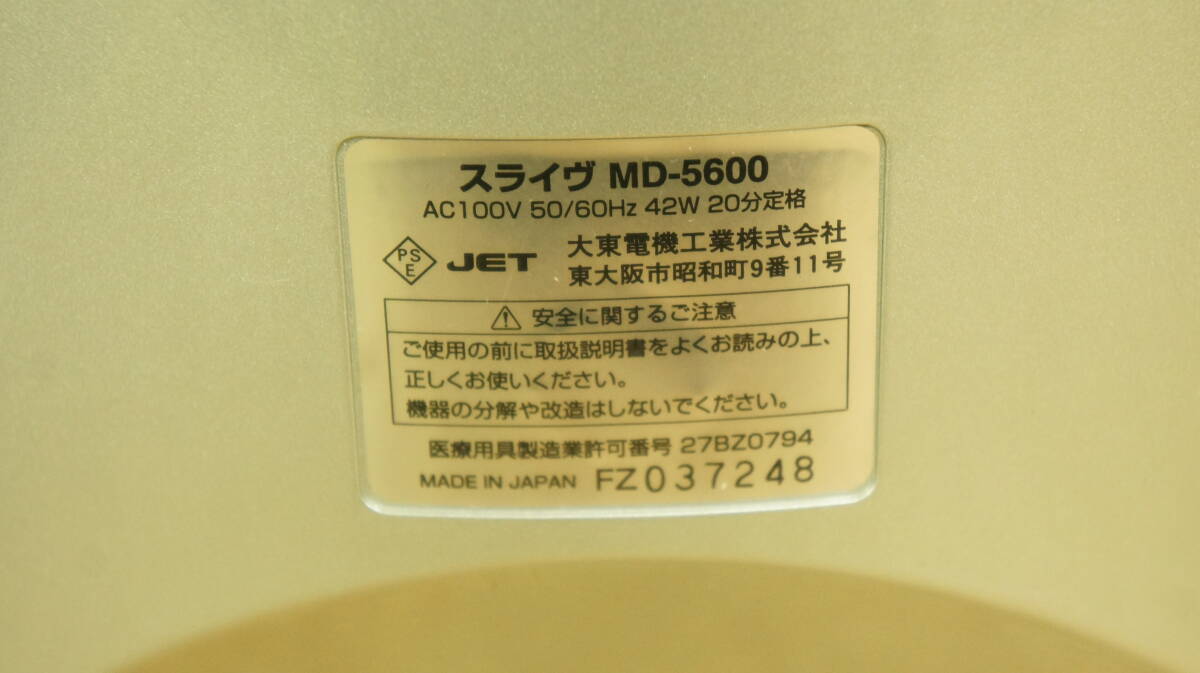 スライヴ MD-5600
AC100V 50/60Hz 42W 20分定格
PS
E
JET
大東電機工業株式会社
東大阪市昭和町9番11号
安全に関するご注意
ご使用の前に取扱説明書をよくお読みの上、
正しくお使いください。
機器の分解や改造はしないでください。
医療用具製造業許可番号 27BZ0794
MADE IN JAPAN FZ037248